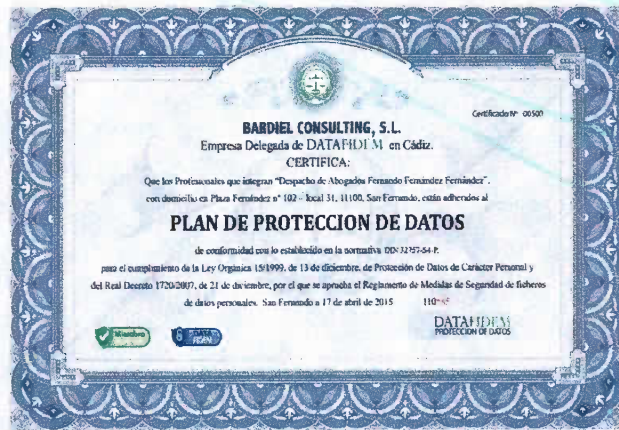 Certificado Nº 00500
BARDIEL CONSULTING, S.L.
Empresa Delegada de DATAFIDEM en Cádiz.
CERTIFICA:
Que los Profesionales que integran "Despacho de Abogados Fernando Fernández Fernández",
con domicilio en Plaza Fernández nº 102 - local 31, 11100, San Fernando, están adheridos al
PLAN DE PROTECCION DE DATOS
de conformidad con lo establecido en la normativa
para el cumplimiento de la Ley Orgánica 15/1999, de 13 de diciembre, de Protección de Datos de Carácter Personal y
del Real Decreto 1720/2007, de 21 de diciembre, por el que se aprueba el Reglamento de Medidas de Seguridad de ficheros
de datos personales. San Fernando a 17 de abril de 2015
DATAFIDEM
PROTECCION DE DATOS
DATA
FIDEM